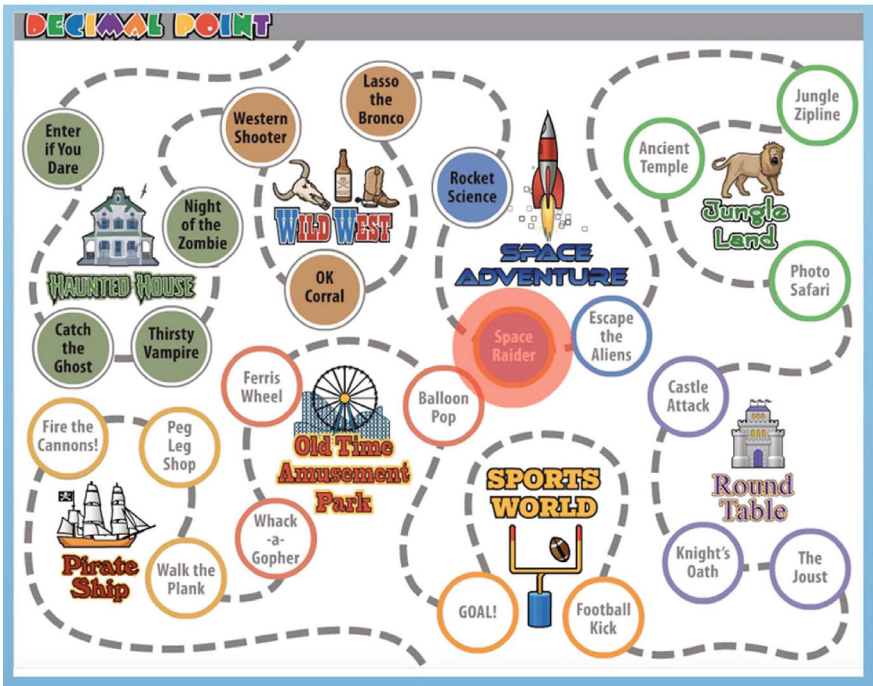 DECIMAL POINT
Enter
if You
Dare
Western
Shooter
Lasso
the
Bronco
Night
of the
Zombie
HAUNTED HOUSE
Catch
the
Ghost
Thirsty
Vampire
WILD WEST
OK
Corral
Rocket
Science
SPACE
ADVENTURE
Space
Raider
Escape
the
Aliens
Jungle
Zipline
Ancient
Temple
Jungle
Land
Photo
Safari
Ferris
Wheel
Balloon
Pop
Old Time
Amusement
Park
Whack
-a-
Gopher
Fire the
Cannons!
Peg
Leg
Shop
Pirate
Ship
Walk the
Plank
SPORTS
WORLD
GOAL!
Football
Kick
Castle
Attack
Round
Table
Knight's
Oath
The
Joust